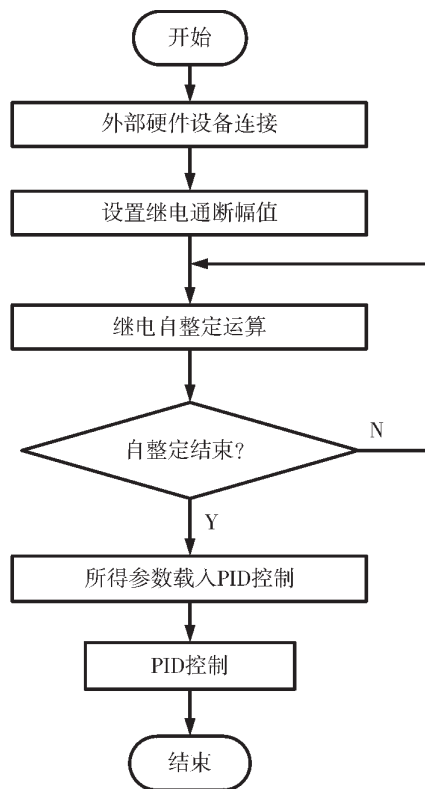 开始
外部硬件设备连接
设置继电通断幅值
继电自整定运算
自整定结束?
N
Y
所得参数载入PID控制
PID控制
结束